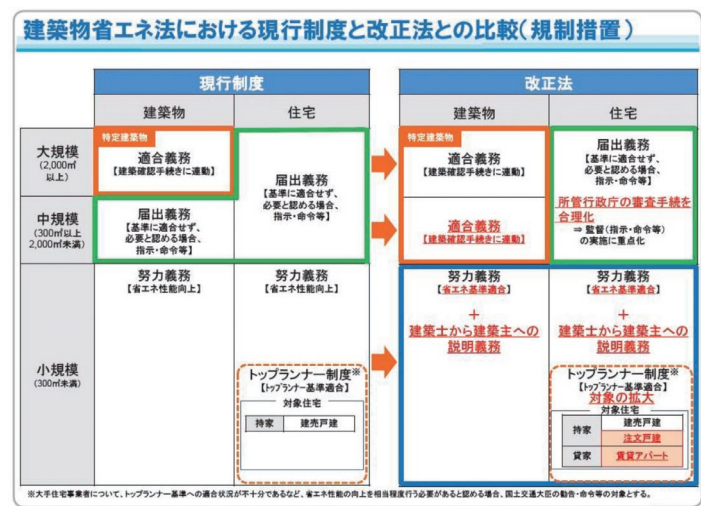 建築物省エネ法における現行制度と改正法との比較(規制措置)
現行制度
建築物
住宅
大規模
(2,000㎡
以上)
特定建築物
適合義務
【建築確認手続きに連動】
届出義務
【基準に適合せず、
必要と認める場合、
指示・命令等】
中規模
(300㎡以上
2,000㎡未満)
届出義務
【基準に適合せず、
必要と認める場合、
指示・命令等】
小規模
(300㎡未満)
努力義務
【省エネ性能向上】
努力義務
【省エネ性能向上】
トップランナー制度※
【トップランナー基準適合】
対象住宅
持家
建売戸建
改正法
建築物
住宅
特定建築物
適合義務
【建築確認手続きに連動】
適合義務
【建築確認手続きに連動】
届出義務
【基準に適合せず、
必要と認める場合、
指示・命令等】
所管行政庁の審査手続を
合理化
⇒ 監督(指示・命令等)
の実施に重点化
努力義務
【省エネ基準適合】
+
建築士から建築主への
説明義務
努力義務
【省エネ基準適合】
+
建築士から建築主への
説明義務
トップランナー制度※
【トップランナー基準適合】
対象の拡大
対象住宅
持家
建売戸建
注文戸建
貸家
賃貸アパート
※大手住宅事業者について、トップランナー基準への適合状況が不十分であるなど、省エネ性能の向上を相当程度行う必要があると認める場合、国土交通大臣の勧告・命令等の対象とする。